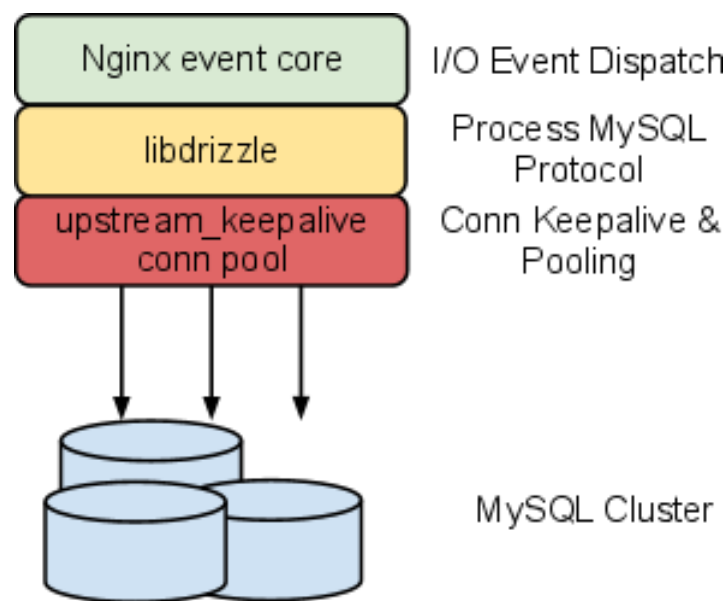 Nginx event core
I/O Event Dispatch
libdrizzle
Process MySQL
Protocol
upstream_keepalive
conn pool
Conn Keepalive &
Pooling
MySQL Cluster